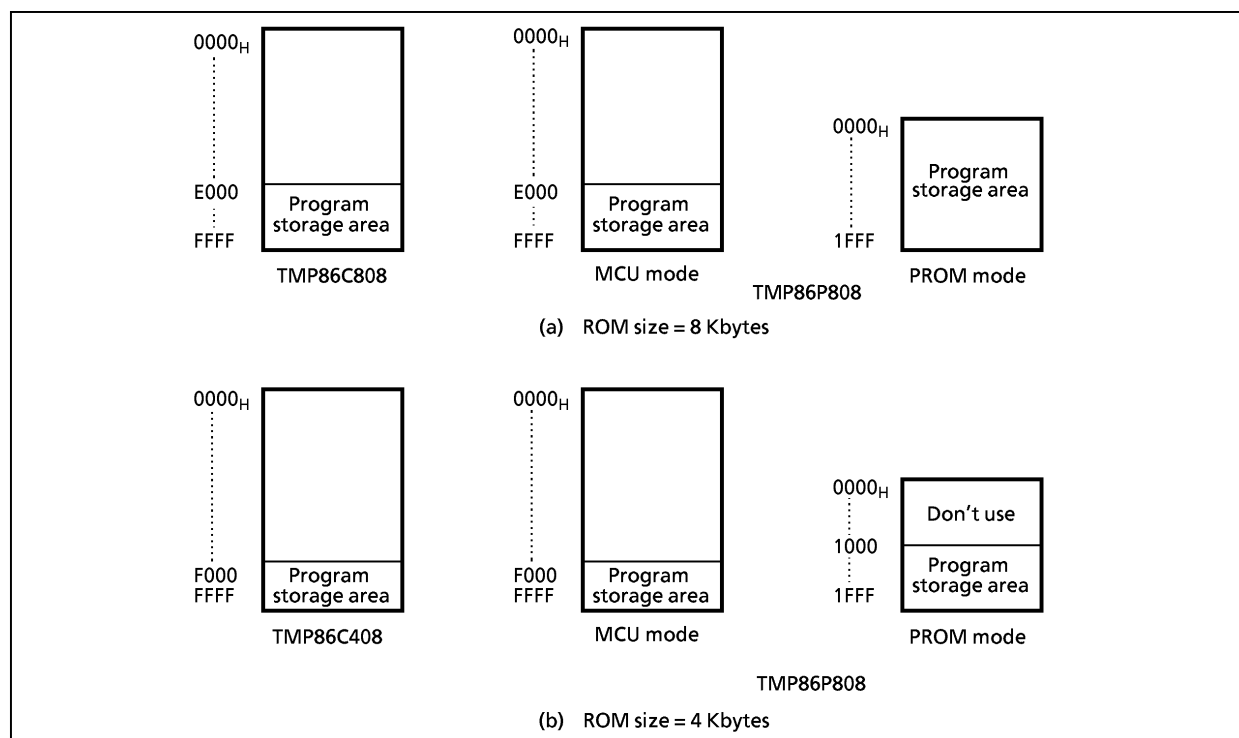 0000H
E000
FFFF
Program
storage area
TMP86C808
0000H
E000
FFFF
Program
storage area
MCU mode
0000H
1FFF
Program
storage area
PROM mode
TMP86P808
(a) ROM size = 8 Kbytes
0000H
F000
FFFF
Program
storage area
TMP86C408
0000H
F000
FFFF
Program
storage area
MCU mode
0000H
1000
1FFF
Don't use
Program
storage area
PROM mode
TMP86P808
(b) ROM size = 4 Kbytes